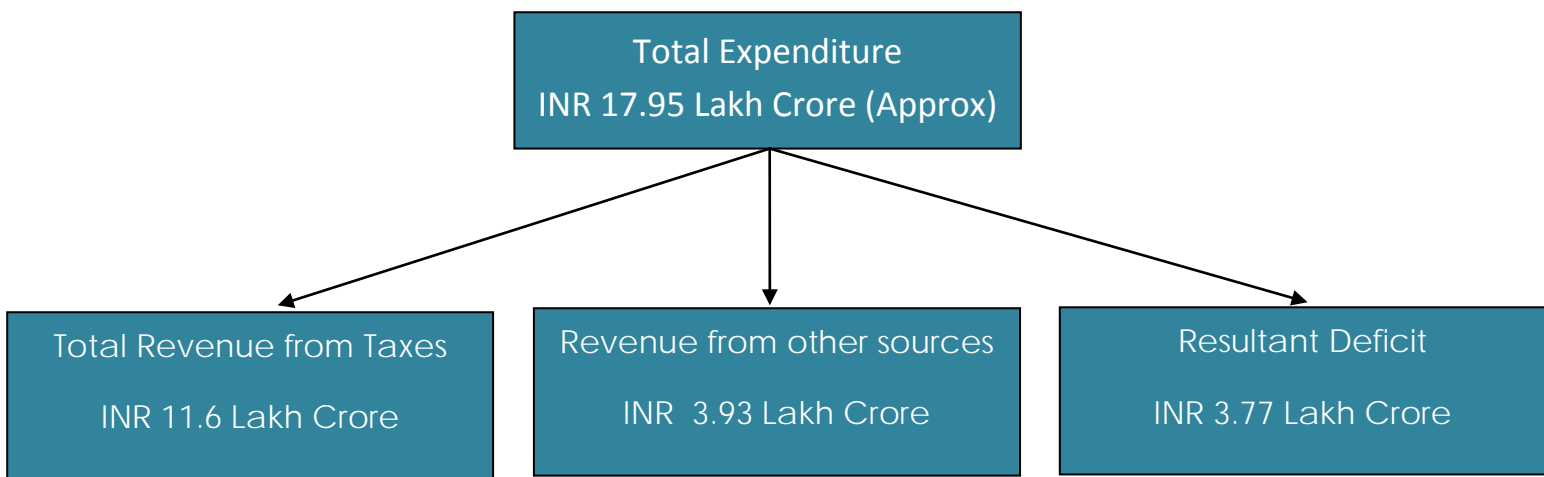 Total Expenditure
INR 17.95 Lakh Crore (Approx)
Total Revenue from Taxes
INR 11.6 Lakh Crore
Revenue from other sources
INR 3.93 Lakh Crore
Resultant Deficit
INR 3.77 Lakh Crore